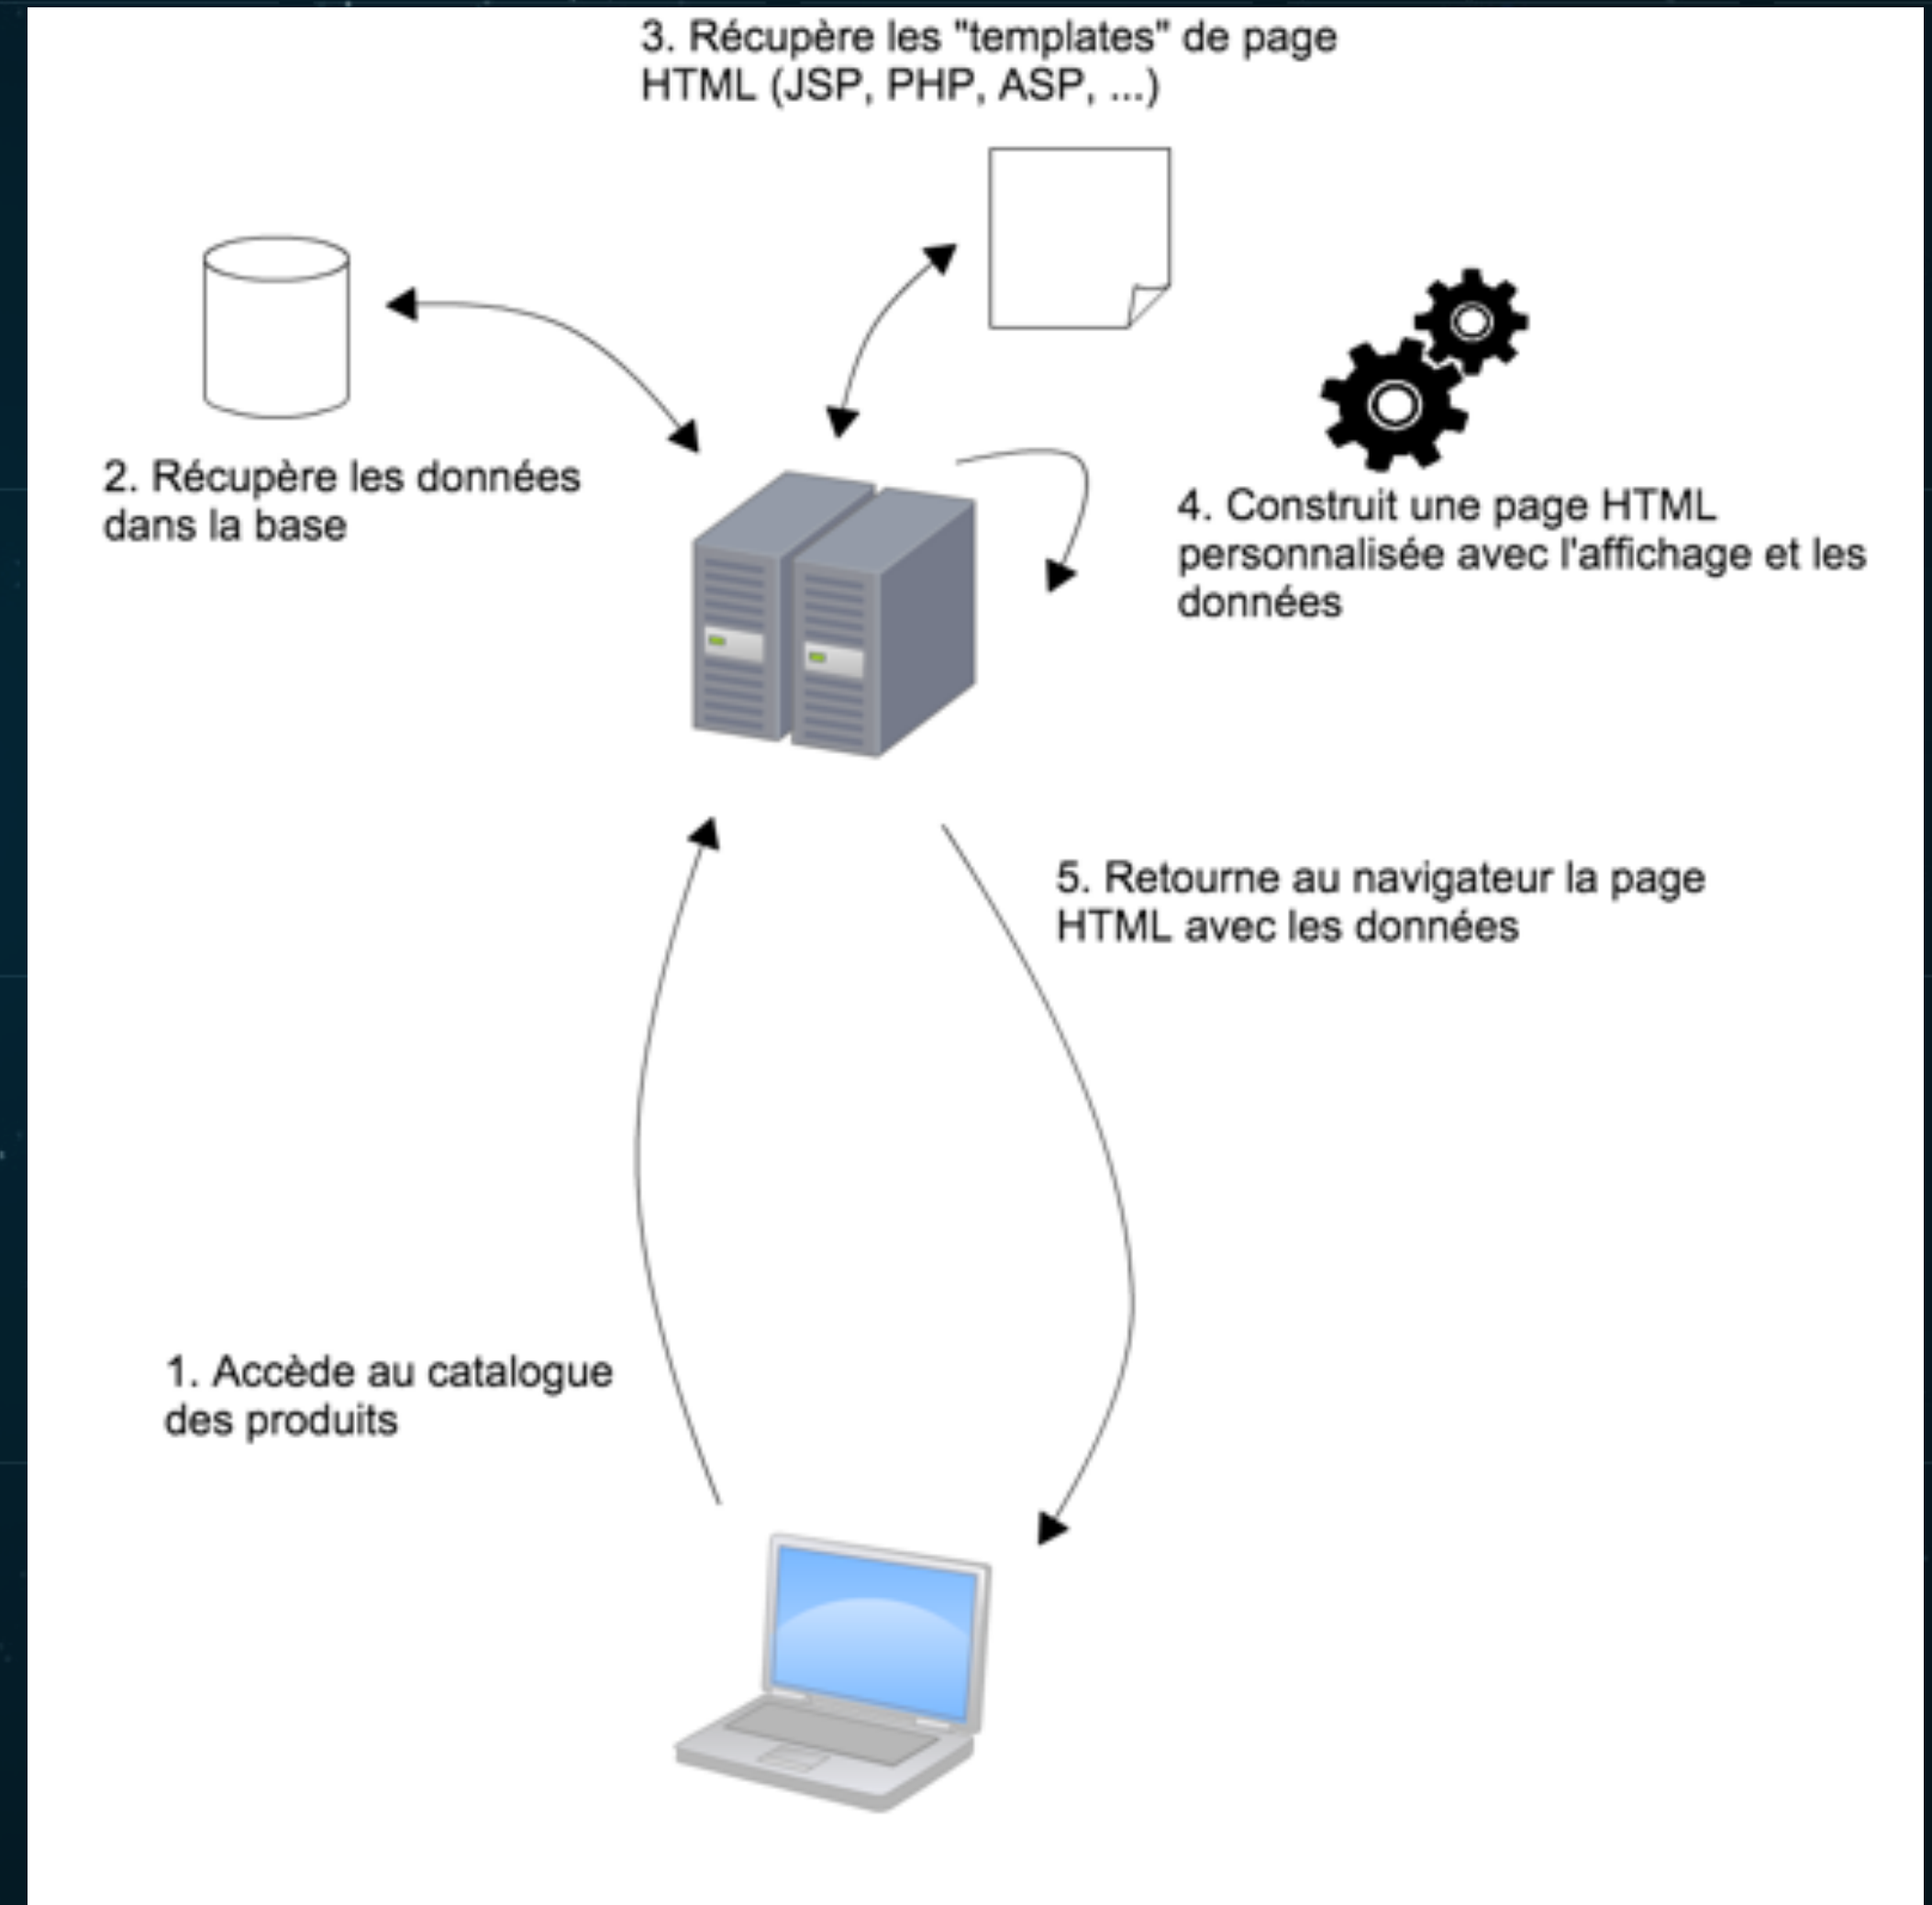 3. Récupère les "templates" de page
HTML (JSP, PHP, ASP, ...)
2. Récupère les données
dans la base
4. Construit une page HTML
personnalisée avec l'affichage et les
données
5. Retourne au navigateur la page
HTML avec les données
1. Accède au catalogue
des produits